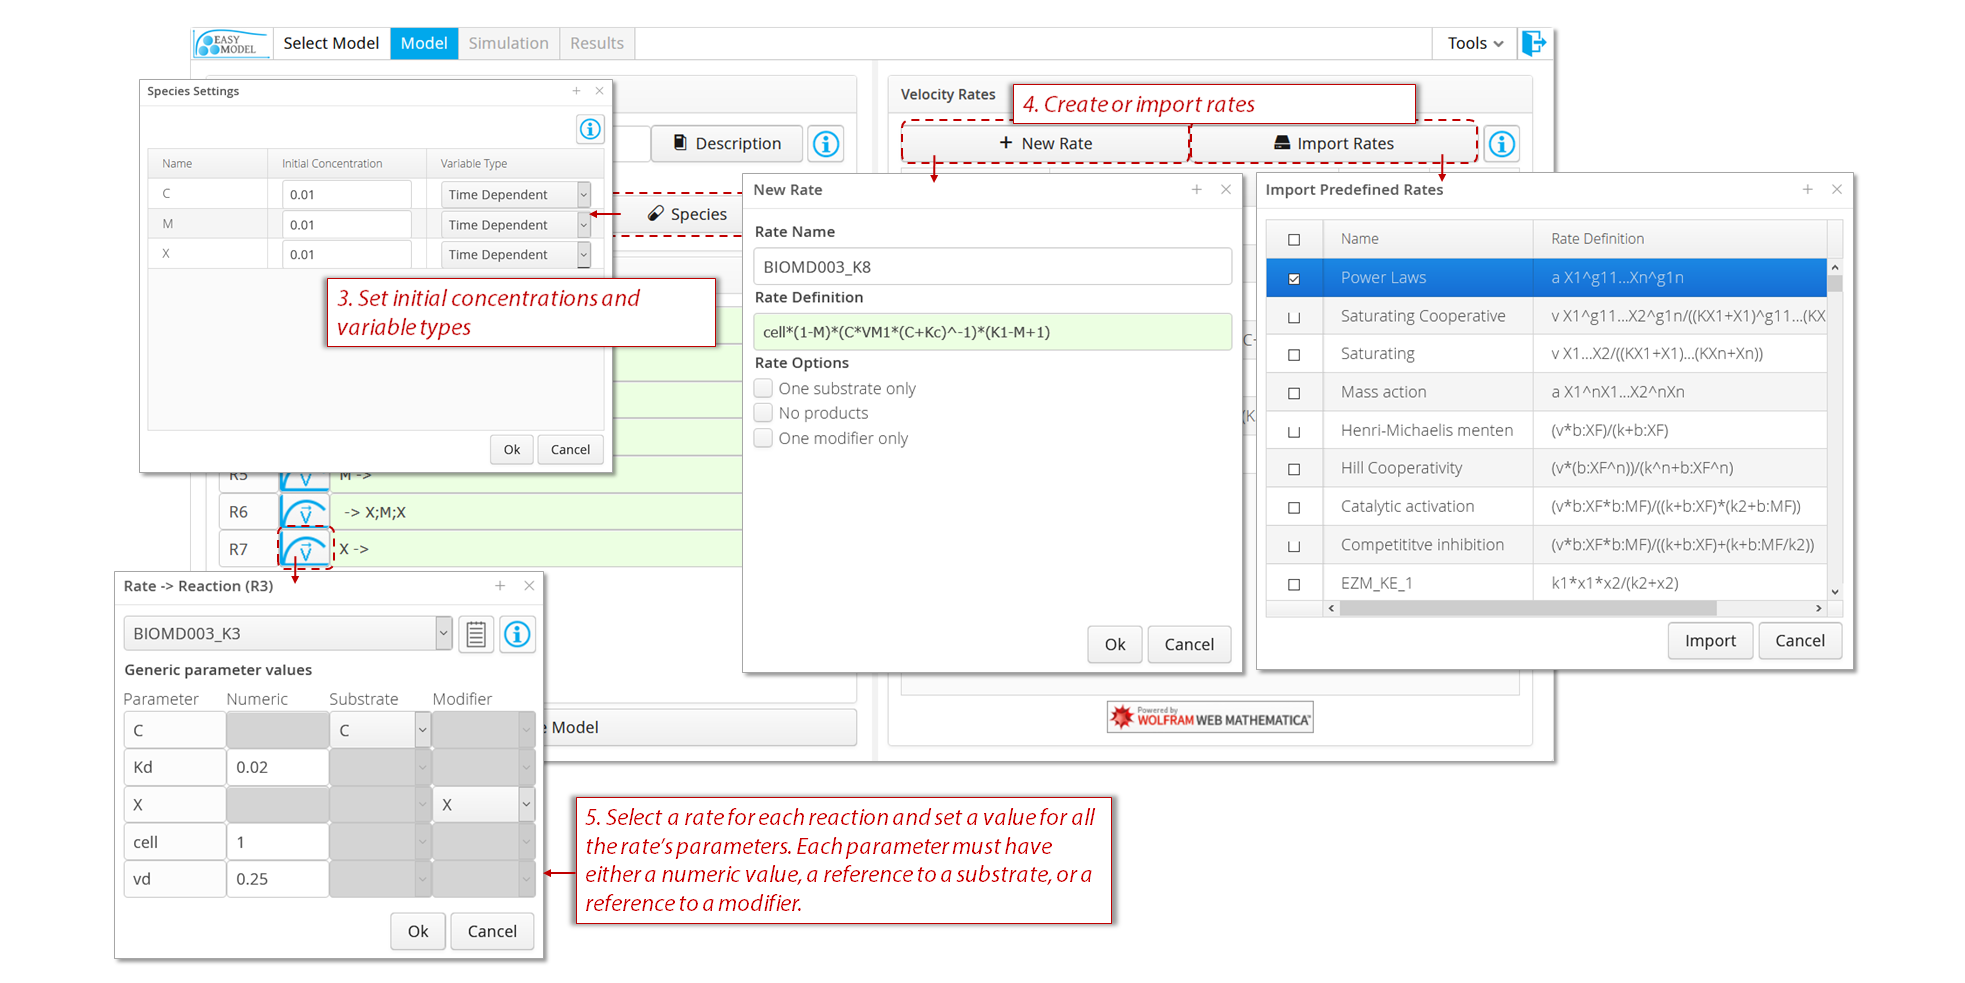 EASY
MODEL
Select Model
Model
Simulation
Results
Tools
Species Settings
Name
Initial Concentration
Variable Type
C
0.01
Time Dependent
M
0.01
Time Dependent
X
0.01
Time Dependent
Ok
Cancel
Description
Species
3. Set initial concentrations and
variable types
R5
M ->
R6
-> X;M;X
R7
X ->
Model
Velocity Rates
4. Create or import rates
+ New Rate
Import Rates
New Rate
Rate Name
BIOMD003_K8
Rate Definition
cell*(1-M)*(C*VM1*(C+Kc)^-1)*(K1-M+1)
Rate Options
One substrate only
No products
One modifier only
Ok
Cancel
C-
(K
Import Predefined Rates
Name
Rate Definition
Power Laws
a X1^g11...Xn^g1n
Saturating Cooperative
v X1^g11...X2^g1n/((KX1+X1)^g11...(KX
Saturating
v X1...X2/((KX1+X1)...(KXn+Xn))
Mass action
a X1^nX1...X2^nXn
Henri-Michaelis menten
(v*b:XF)/(k+b:XF)
Hill Cooperativity
(v*(b:XF^n))/(k^n+b:XF^n)
Catalytic activation
(v*b:XF*b:MF)/((k+b:XF)*(k2+b:MF))
Competititve inhibition
(v*b:XF*b:MF)/((k+b:XF)+(k+b:MF/k2))
EZM_KE_1
k1*x1*x2/(k2+x2)
Import
Cancel
Powered by
WOLFRAM WEB MATHEMATICA
Rate -> Reaction (R3)
BIOMD003_K3
Generic parameter values
Parameter
Numeric
Substrate
Modifier
C
C
Kd
0.02
X
X
cell
1
vd
0.25
Ok
Cancel
5. Select a rate for each reaction and set a value for all
the rate's parameters. Each parameter must have
either a numeric value, a reference to a substrate, or a
reference to a modifier.